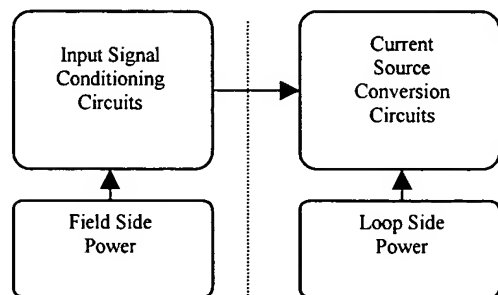 Input Signal
Conditioning
Circuits
Current
Source
Conversion
Circuits
Field Side
Power
Loop Side
Power